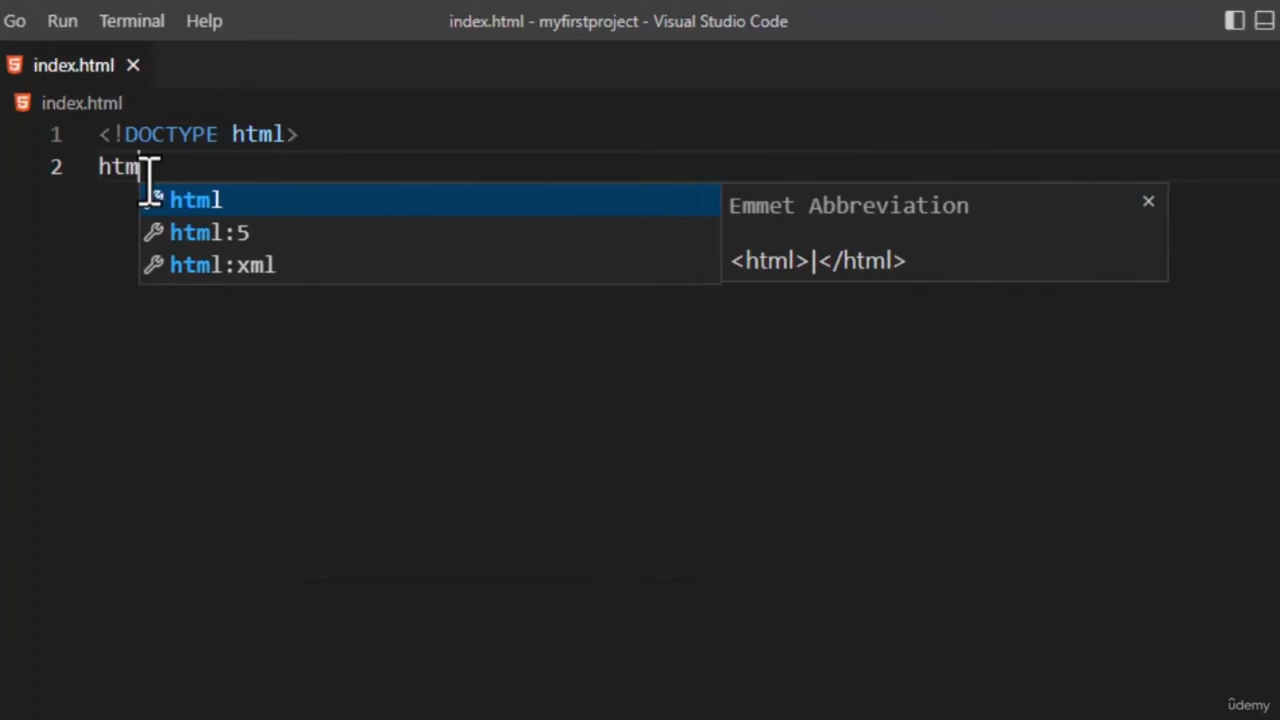 Go Run Terminal Help index.html - myfirstproject - Visual Studio Code
index.html
index.html
1 <!DOCTYPE html>
2 htm
html Emmet Abbreviation
html:5
html:xml <html>|</html>
ûdemy